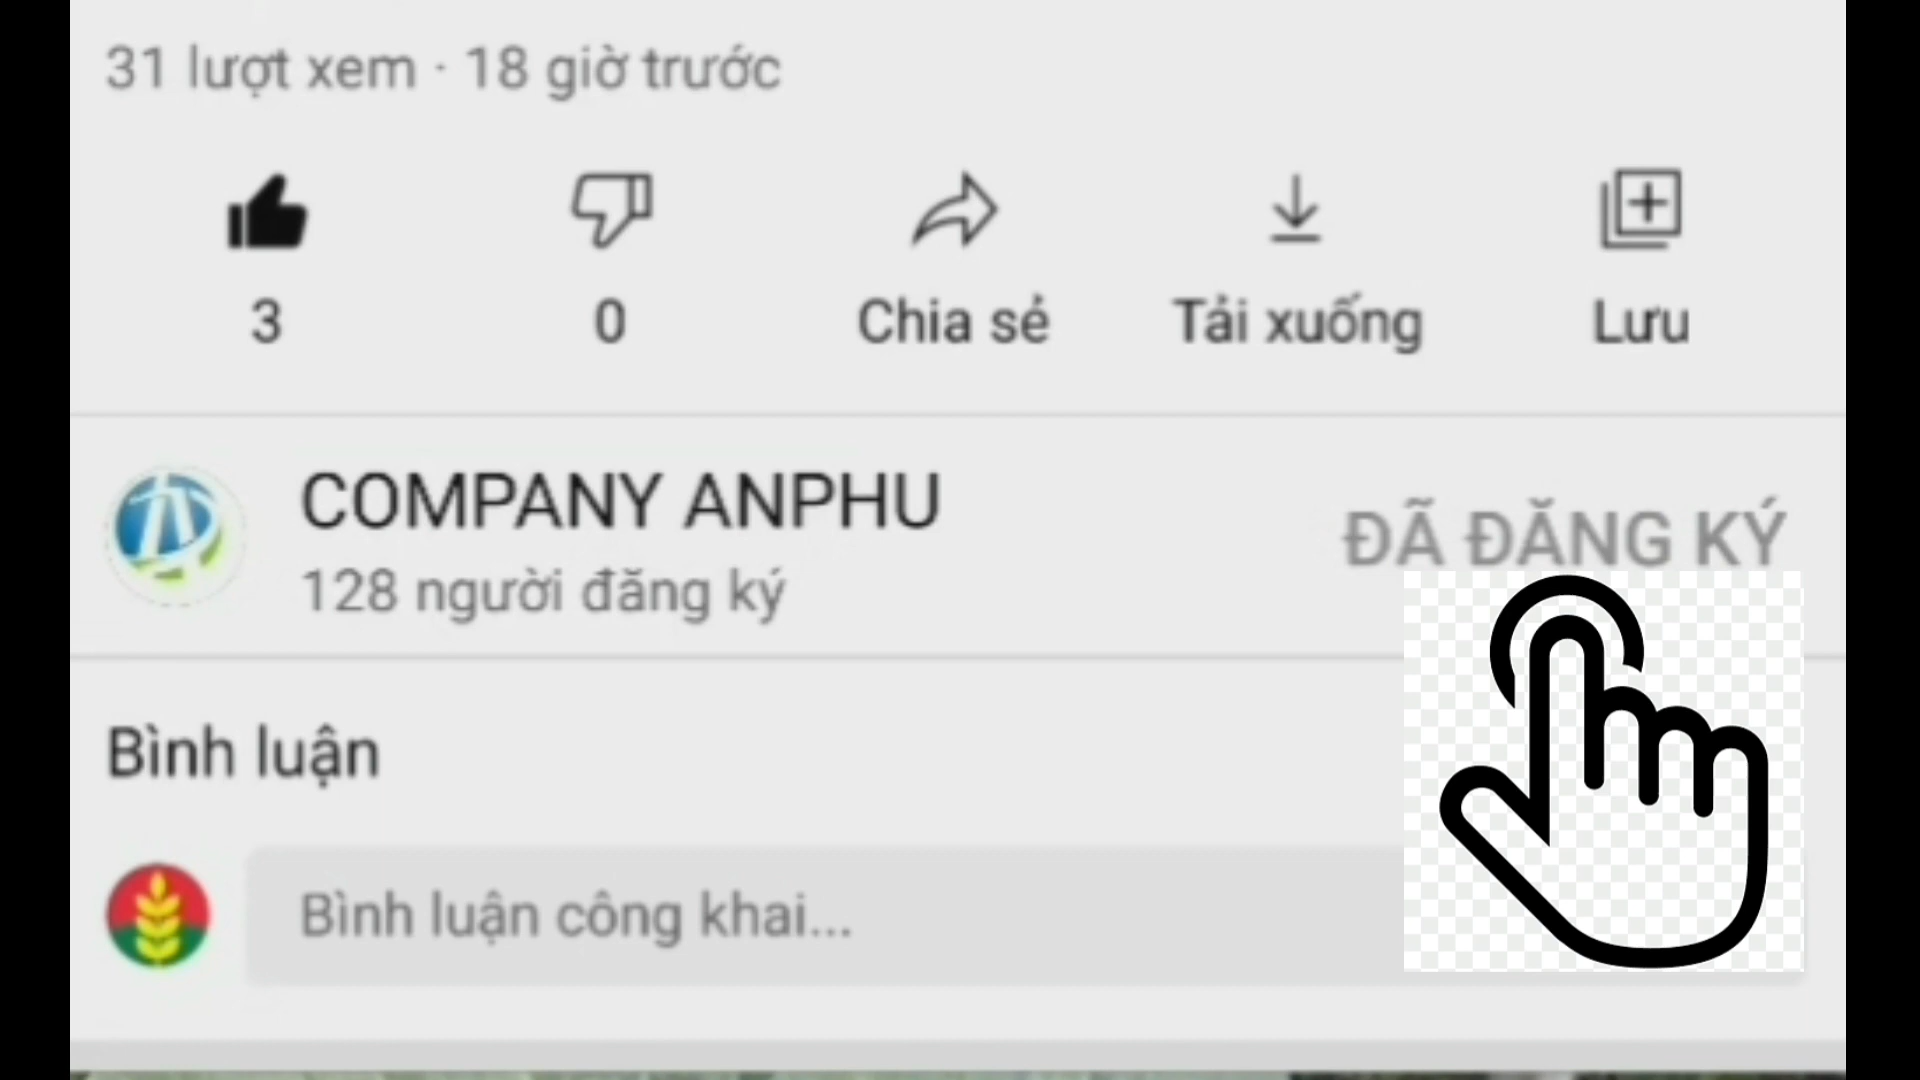 31 lượt xem · 18 giờ trước
3 0 Chia sẻ Tải xuống Lưu
COMPANY ANPHU
ĐÃ ĐĂNG KÝ
128 người đăng ký
Bình luận
Bình luận công khai...